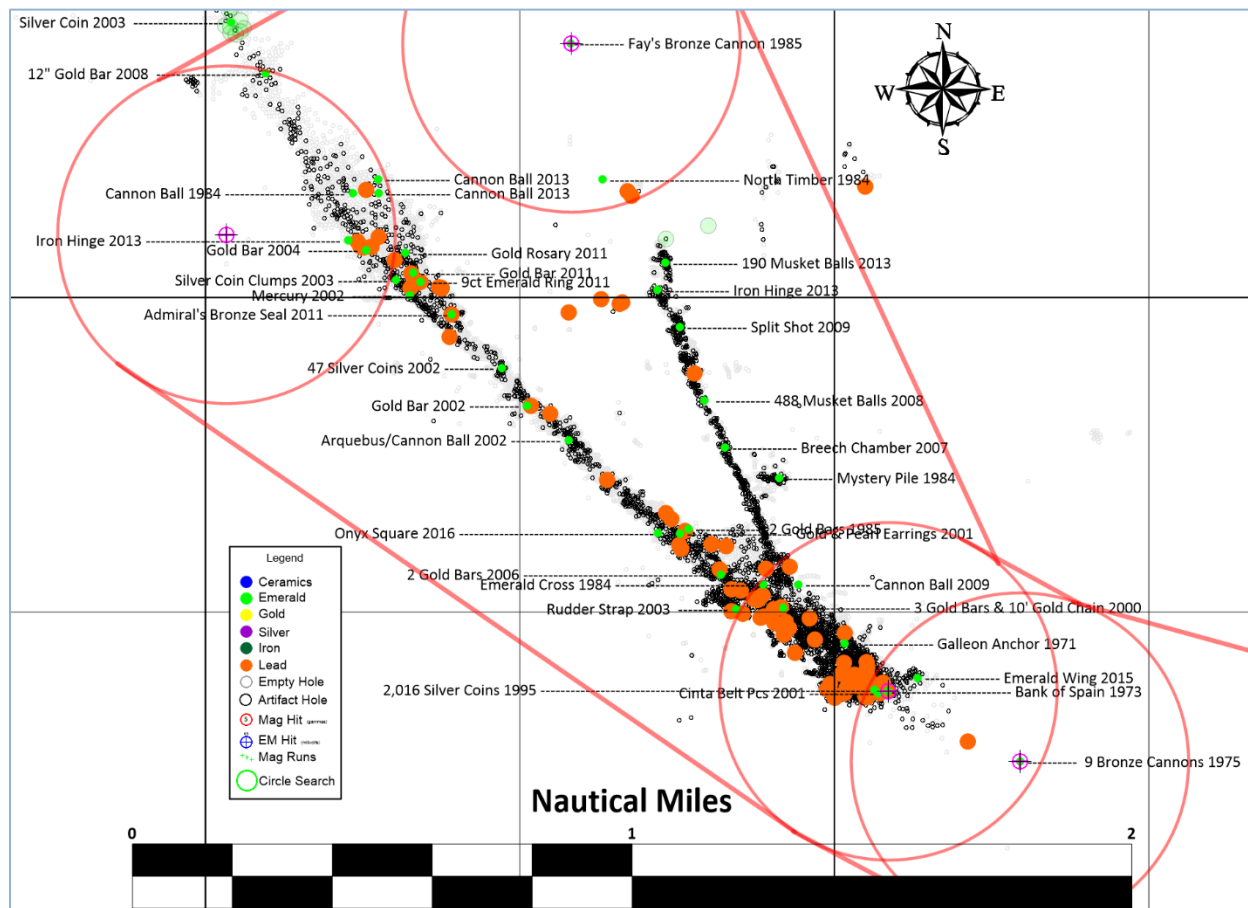 Silver Coin 2003
Fay's Bronze Cannon 1985
N
12" Gold Bar 2008
W
E
S
Cannon Ball 2013
North Timber 1984
Cannon Ball 1984
Cannon Ball 2013
Iron Hinge 2013
Gold Bar 2004
Gold Rosary 2011
190 Musket Balls 2013
Gold Bar 2011
Silver Coin Clumps 2003
9ct Emerald Ring 2011
Iron Hinge 2013
Mercury 2002
Admiral's Bronze Seal 2011
Split Shot 2009
47 Silver Coins 2002
488 Musket Balls 2008
Gold Bar 2002
Arquebus/Cannon Ball 2002
Breech Chamber 2007
Mystery Pile 1984
2 Gold Bars 1985
Onyx Square 2016
Gold & Pearl Earrings 2001
2 Gold Bars 2006
Emerald Cross 1984
Cannon Ball 2009
Rudder Strap 2003
3 Gold Bars & 10' Gold Chain 2000
Galleon Anchor 1971
Emerald Wing 2015
2,016 Silver Coins 1995
Cinta Belt Pcs 2001
Bank of Spain 1973
9 Bronze Cannons 1975
Legend
Ceramics
Emerald
Gold
Silver
Iron
Lead
Empty Hole
Artifact Hole
Mag Hit
EM Hit
Mag Runs
Circle Search
Nautical Miles
0
1
2